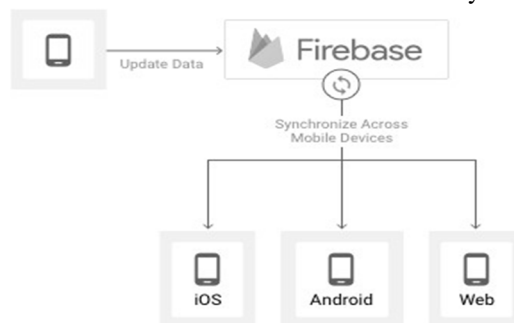 Firebase
Update Data
Synchronize Across
Mobile Devices
iOS
Android
Web